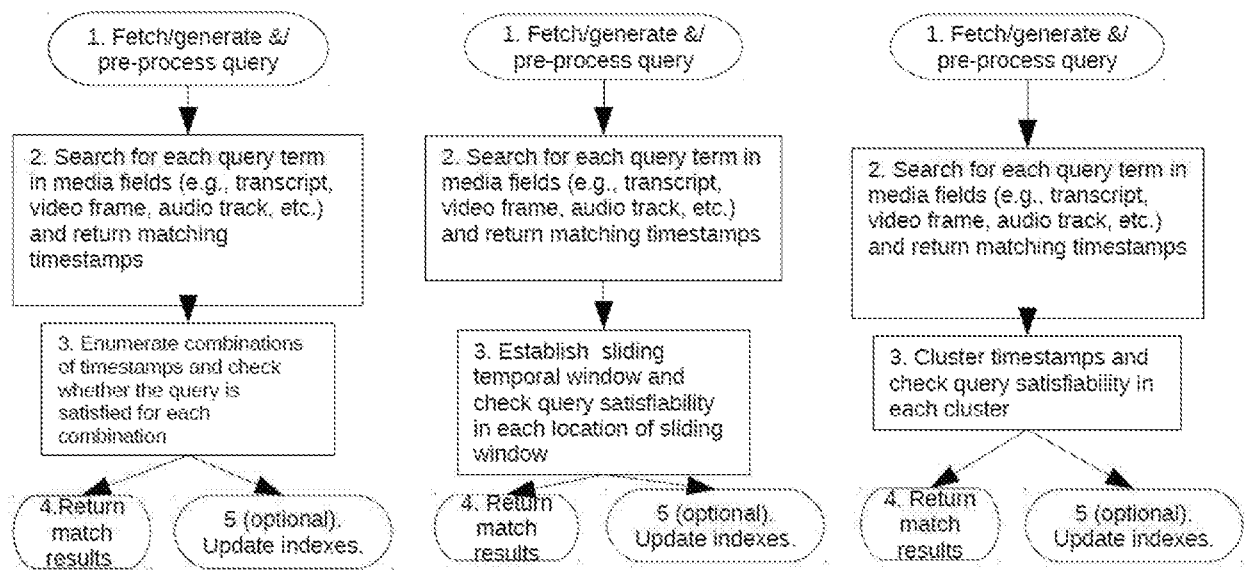 1. Fetch/generate &/
pre-process query
2. Search for each query term
in media fields (e.g., transcript,
video frame, audio track, etc.)
and return matching
timestamps
3. Enumerate combinations
of timestamps and check
whether the query is
satisfied for each
combination
4.Return
match
results
5 (optional).
Update indexes.
1. Fetch/generate &/
pre-process query
2. Search for each query term in
media fields (e.g., transcript,
video frame, audio track, etc.)
and return matching timestamps
3. Establish sliding
temporal window and
check query satisfiability
in each location of sliding
window
4. Return
match
results
5 (optional).
Update indexes.
1. Fetch/generate &/
pre-process query
2. Search for each query term in
media fields (e.g., transcript,
video frame, audio track, etc.)
and return matching timestamps
3. Cluster timestamps and
check query satisfiability in
each cluster
4. Return
match
results
5 (optional).
Update indexes.